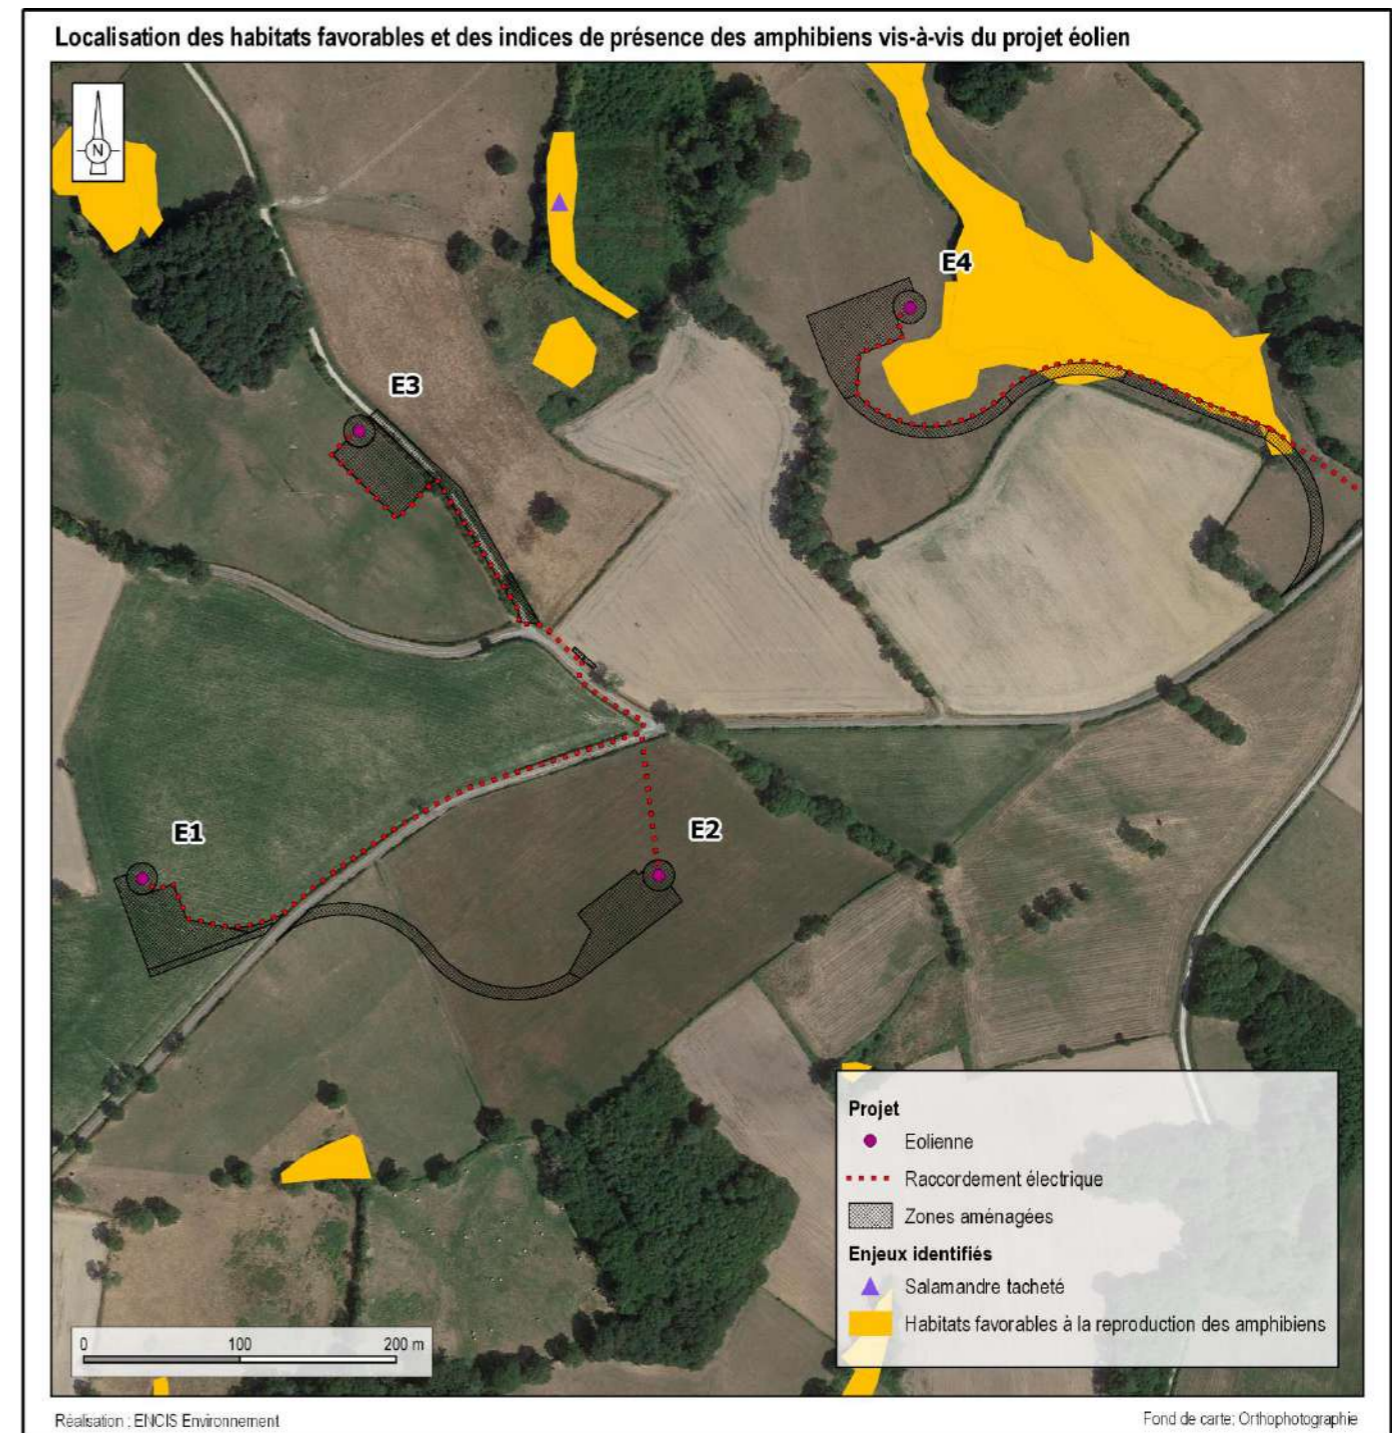 Localisation des habitats favorables et des indices de présence des amphibiens vis-à-vis du projet éolien
N
E4
E3
E1
E2
Projet
Eolienne
Raccordement électrique
Zones aménagées
Enjeux identifiés
Salamandre tacheté
Habitats favorables à la reproduction des amphibiens
0 100 200 m
Réalisation : ENCIS Environnement
Fond de carte: Orthophotographie